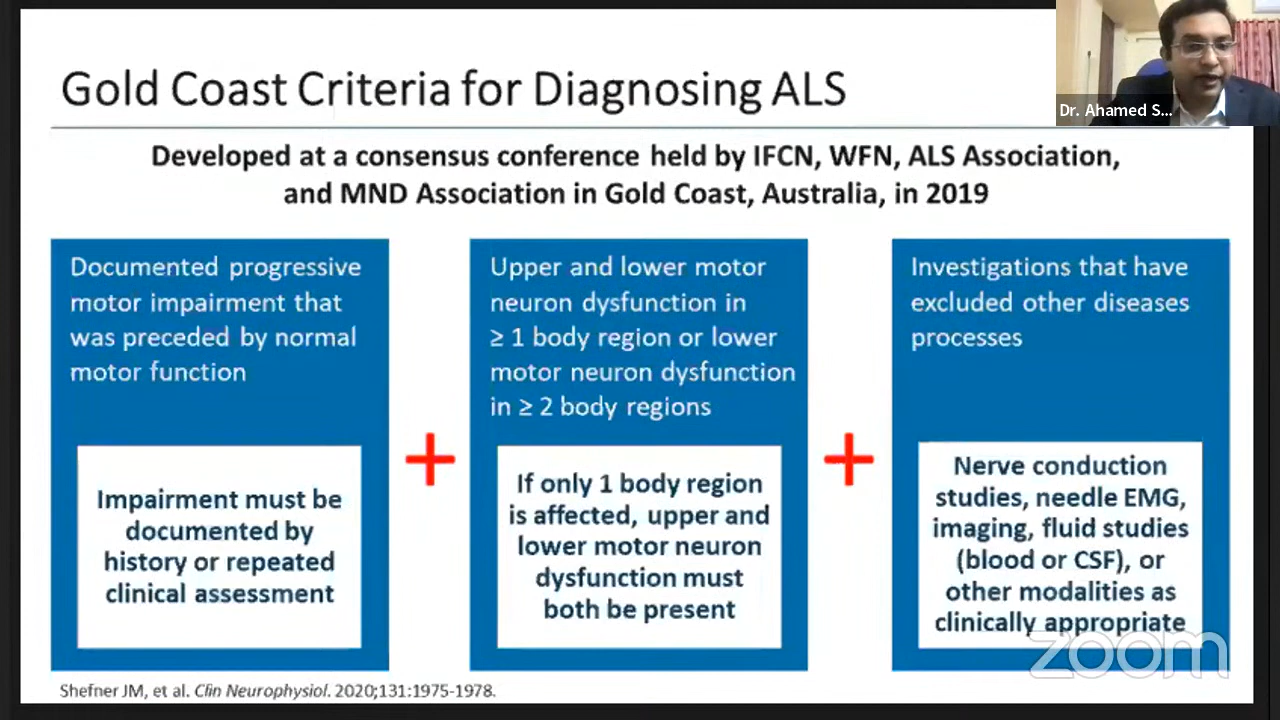 Gold Coast Criteria for Diagnosing ALS
Dr. Ahamed S...
Developed at a consensus conference held by IFCN, WFN, ALS Association,
and MND Association in Gold Coast, Australia, in 2019
Documented progressive
motor impairment that
was preceded by normal
motor function
Impairment must be
documented by
history or repeated
clinical assessment
+
Upper and lower motor
neuron dysfunction in
≥ 1 body region or lower
motor neuron dysfunction
in ≥ 2 body regions
If only 1 body region
is affected, upper and
lower motor neuron
dysfunction must
both be present
+
Investigations that have
excluded other diseases
processes
Nerve conduction
studies, needle EMG,
imaging, fluid studies
(blood or CSF), or
other modalities as
clinically appropriate
zoom
Shefner JM, et al. Clin Neurophysiol. 2020;131:1975-1978.